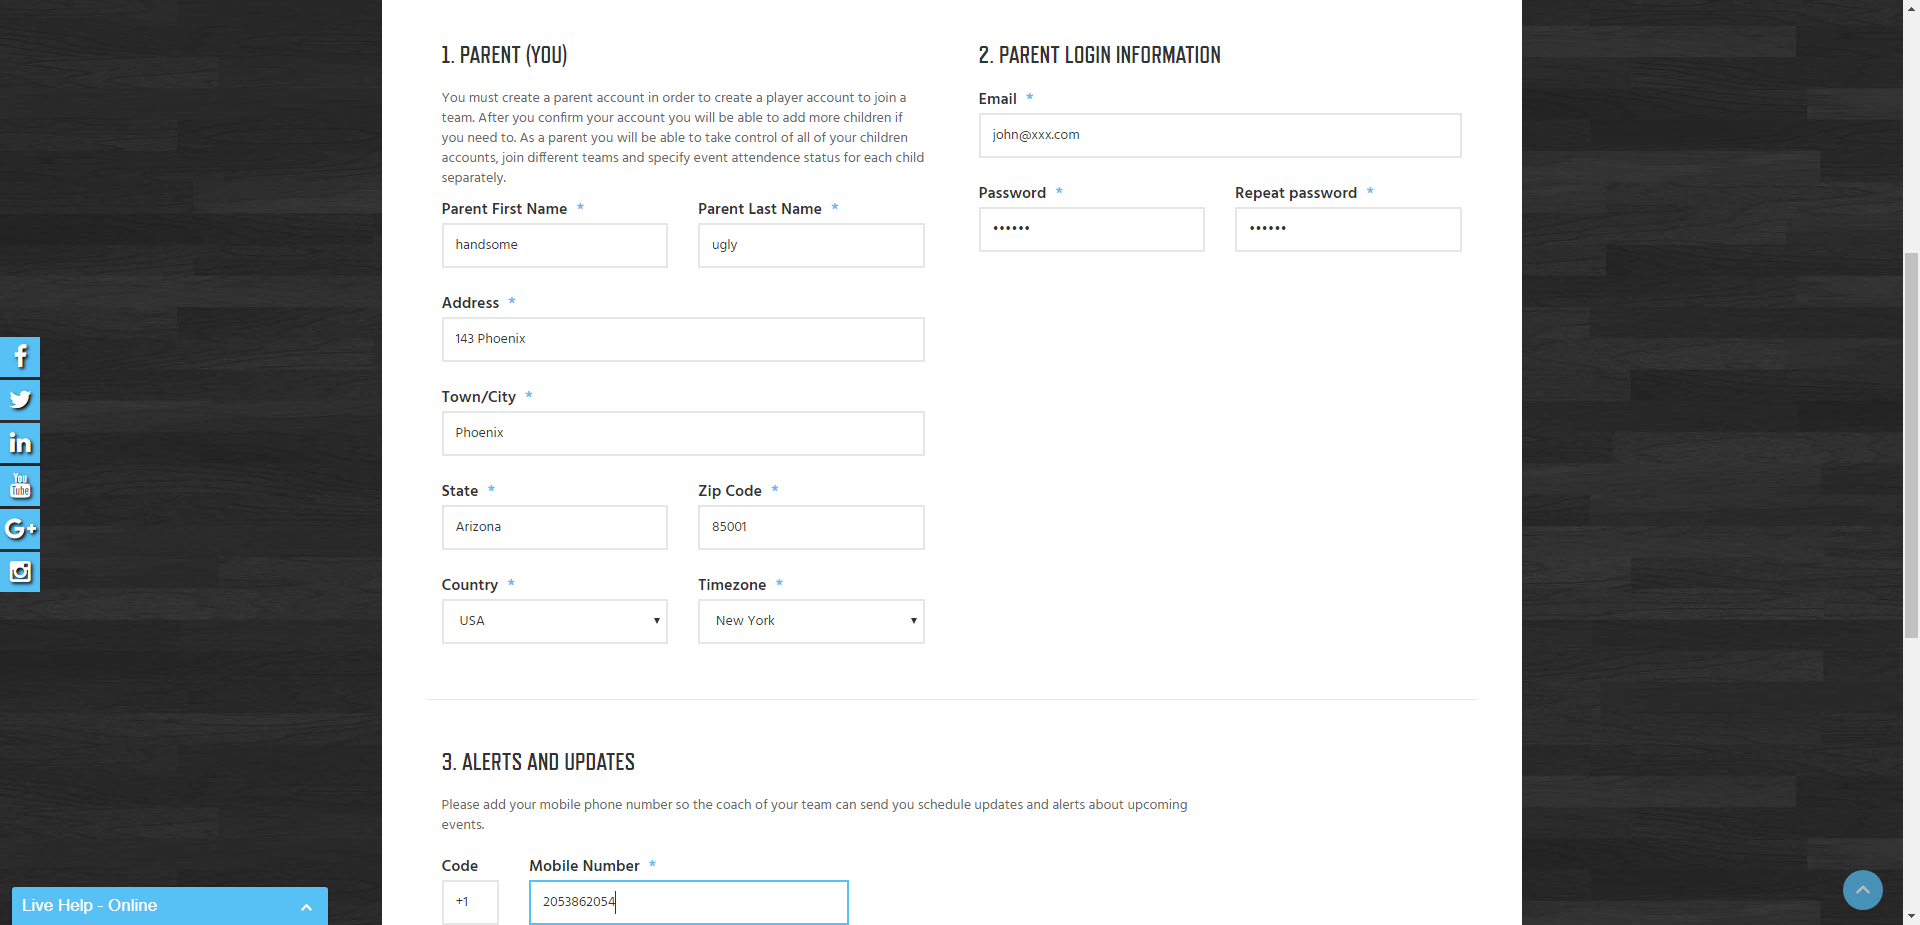 1. PARENT (YOU)
You must create a parent account in order to create a player account to join a
team. After you confirm your account you will be able to add more children if
you need to. As a parent you will be able to take control of all of your children
accounts, join different teams and specify event attendence status for each child
separately.
Parent First Name *
Parent Last Name *
handsome
ugly
Address *
143 Phoenix
Town/City *
Phoenix
State *
Zip Code *
Arizona
85001
Country *
Timezone *
USA
New York
2. PARENT LOGIN INFORMATION
Email *
john@xxx.com
Password *
Repeat password *
••••••
••••••
3. ALERTS AND UPDATES
Please add your mobile phone number so the coach of your team can send you schedule updates and alerts about upcoming
events.
Code
Mobile Number *
+1
2053862054
You
Tube
G+
Live Help - Online